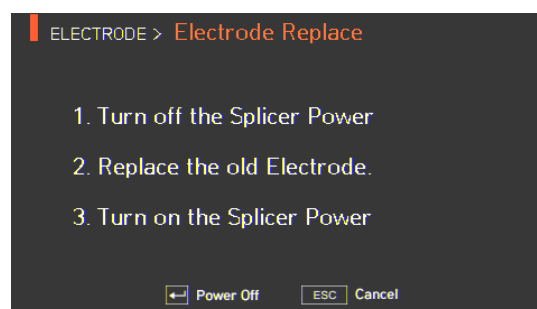 ELECTRODE > Electrode Replace
1. Turn off the Splicer Power
2. Replace the old Electrode.
3. Turn on the Splicer Power
Power Off ESC Cancel